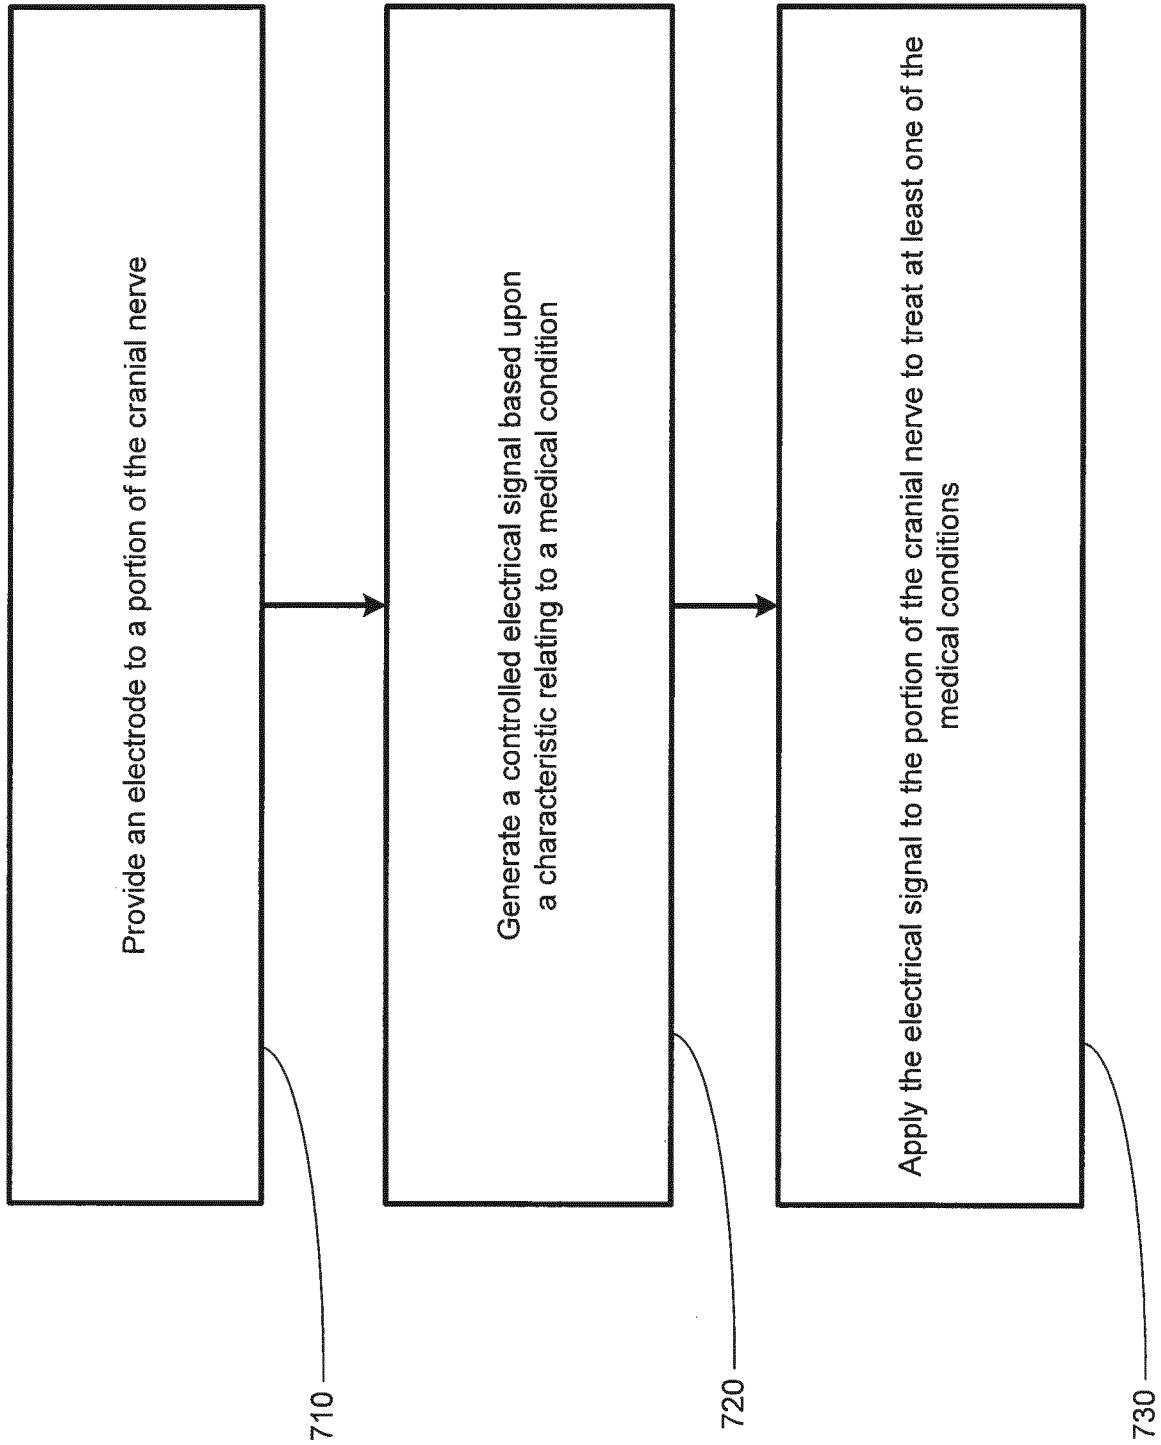 Provide an electrode to a portion of the cranial nerve
710
Generate a controlled electrical signal based upon
a characteristic relating to a medical condition
720
Apply the electrical signal to the portion of the cranial nerve to treat at least one of the
medical conditions
730